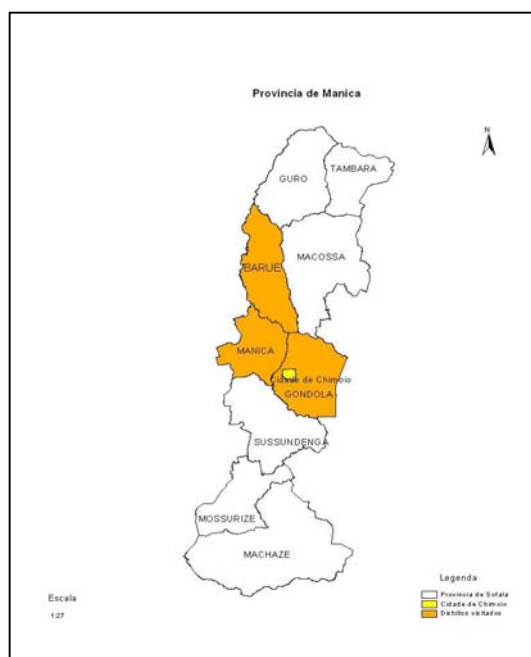 Provincia de Manica
N
TAMBARA
GURO
MACOSSA
BARUE
MANICA
Cidade de Chimoio
GONDOLA
SUSSUNDENGA
MOSSURIZE
MACHAZE
Legenda
Provincia de Sofala
Cidade de Chimoio
Distritos visitados
Escala
1:27